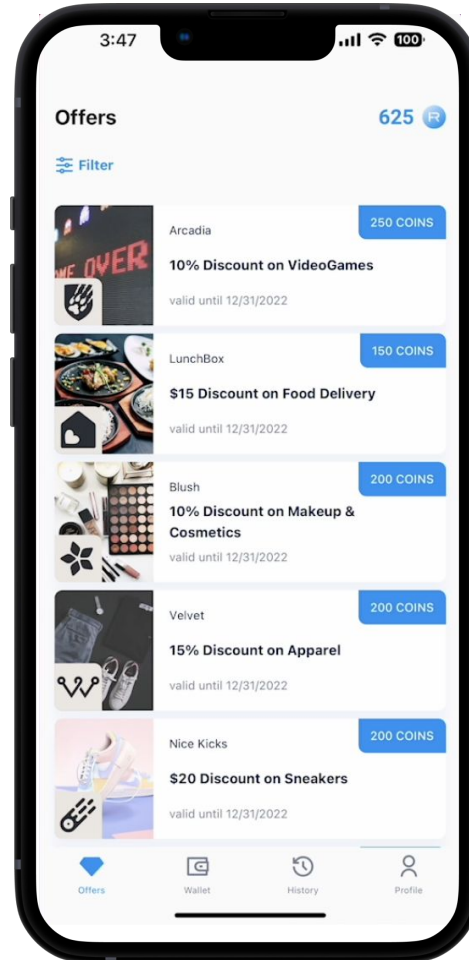 3:47
100
Offers
625 R
Filter
250 COINS
Arcadia
10% Discount on VideoGames
valid until 12/31/2022
OVER
150 COINS
LunchBox
$15 Discount on Food Delivery
valid until 12/31/2022
200 COINS
Blush
10% Discount on Makeup &
Cosmetics
valid until 12/31/2022
200 COINS
Velvet
15% Discount on Apparel
valid until 12/31/2022
200 COINS
Nice Kicks
$20 Discount on Sneakers
valid until 12/31/2022
Offers
Wallet
History
Profile